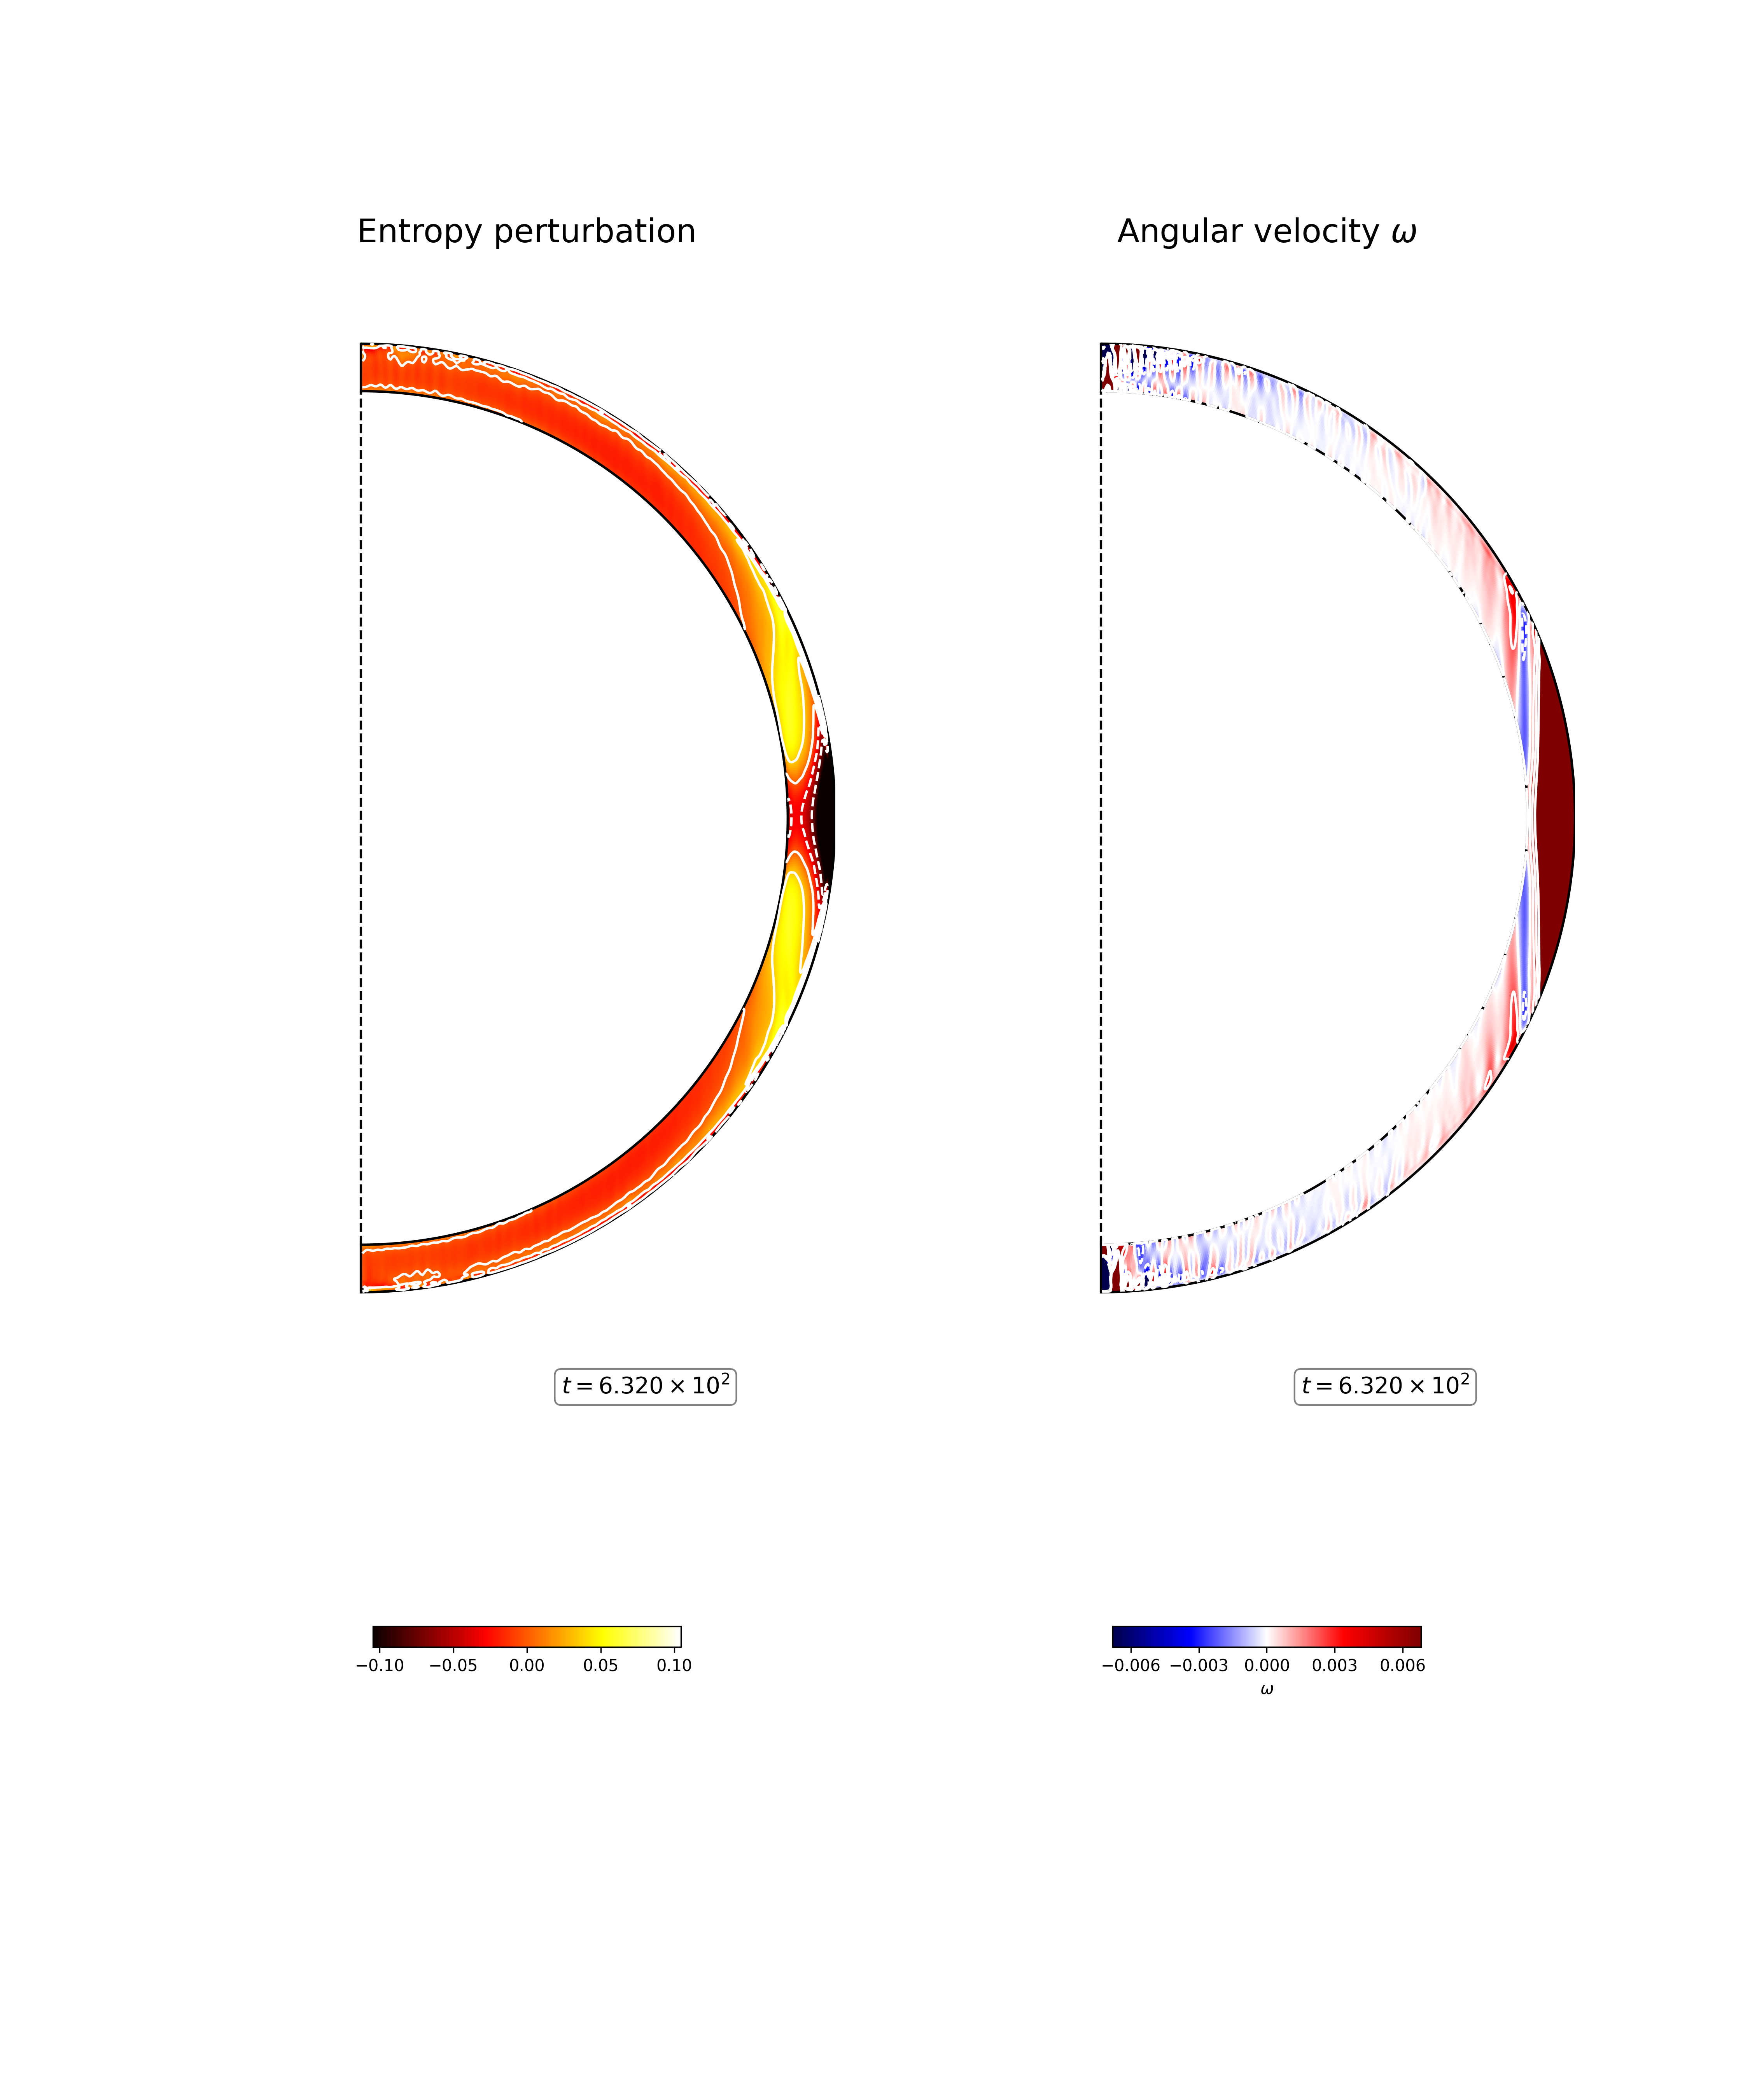 Entropy perturbation
Angular velocity ω
t = 6.320 × 10²
t = 6.320 × 10²
−0.10 −0.05 0.00 0.05 0.10
−0.006 −0.003 0.000 0.003 0.006
ω